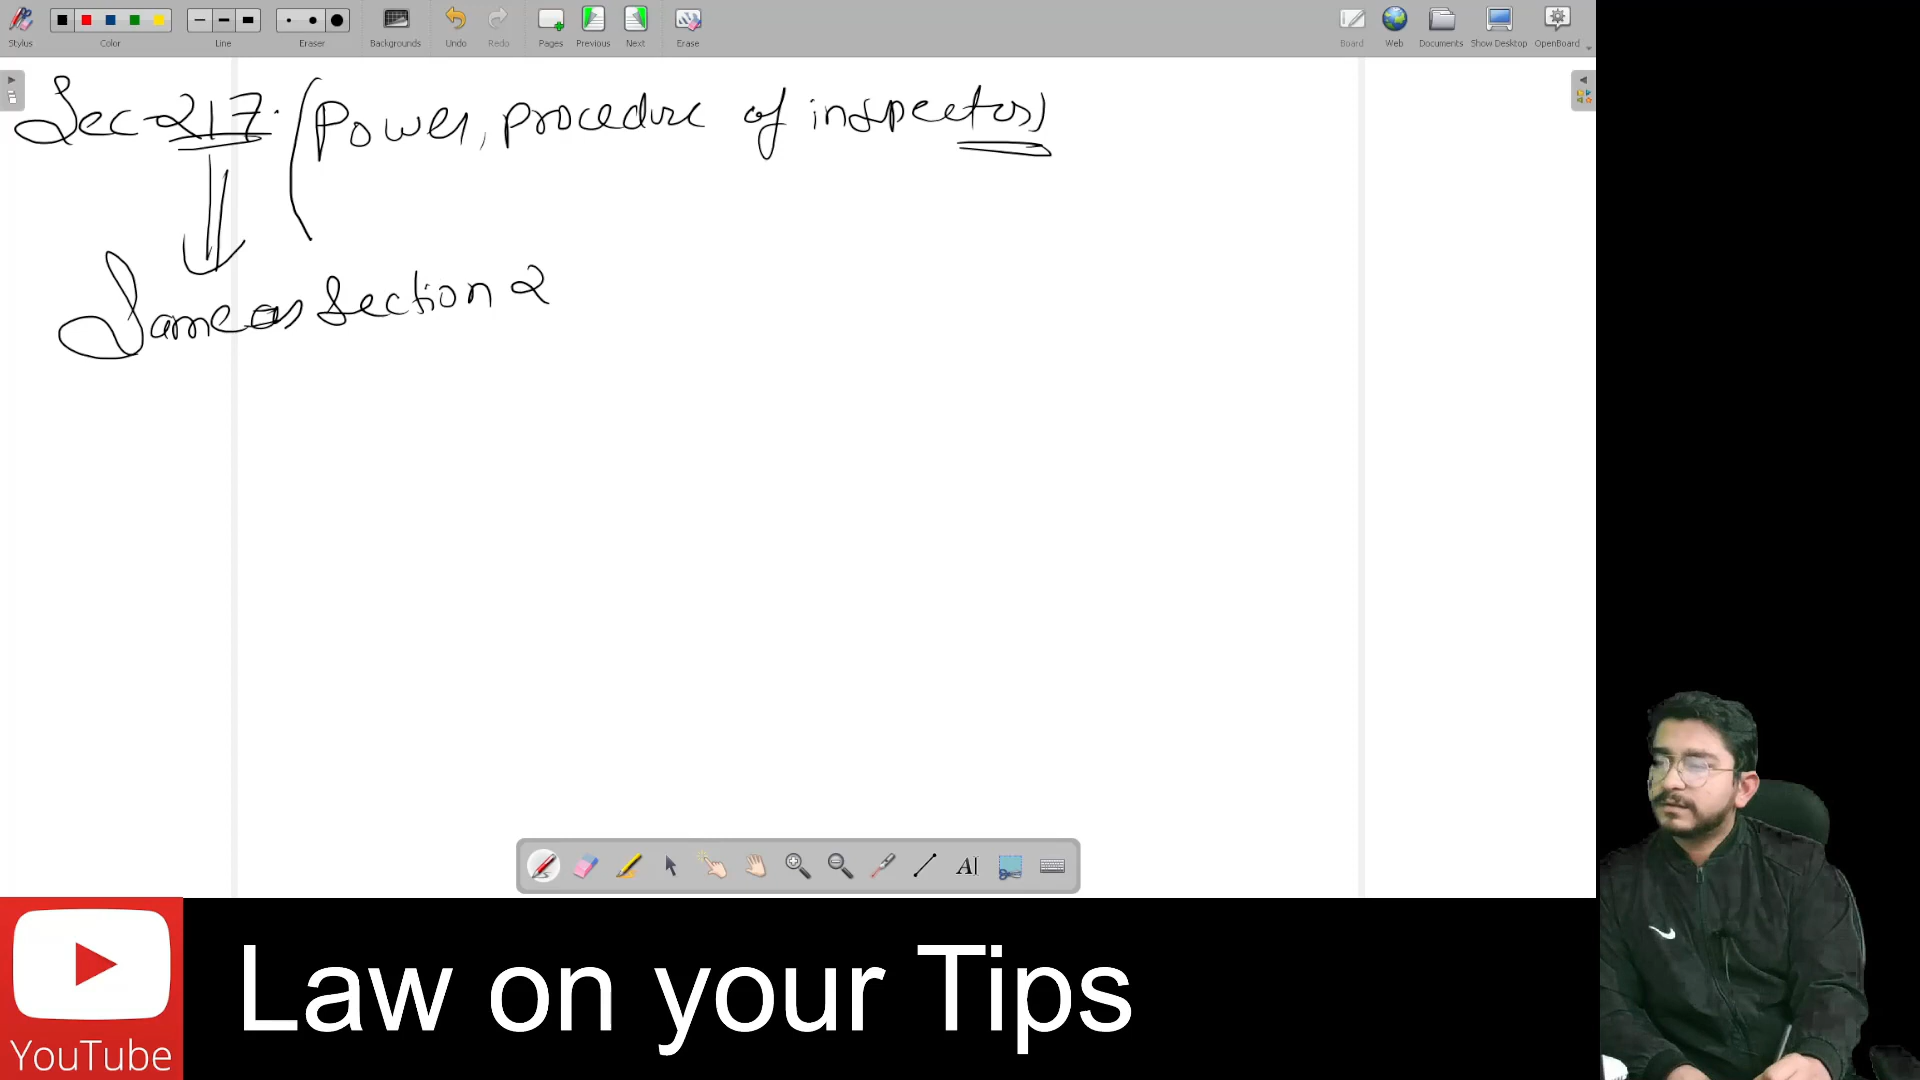 Stylus
Color
Line
Eraser
Backgrounds
Undo
Redo
Pages
Previous
Next
Erase
Board
Web
Documents
Show Desktop
OpenBoard
Sec-217. (Power, procedure of inspectors)
Same as Section 2
AI
YouTube
Law on your Tips